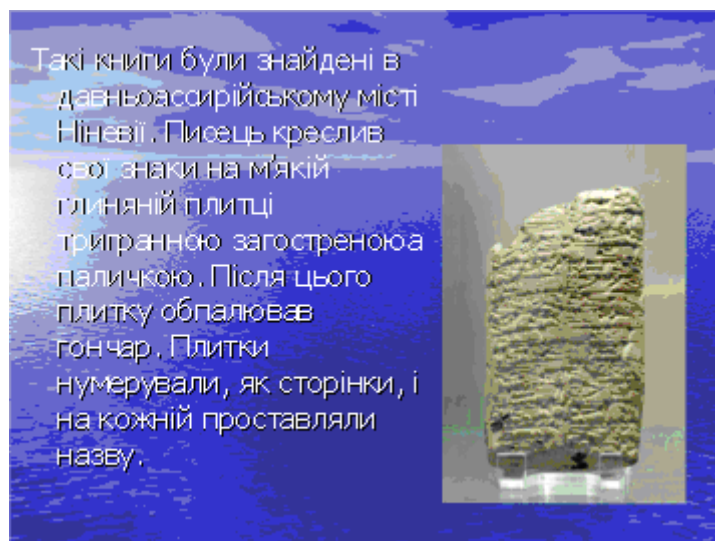 Такі книги були знайдені в
давньоассирійському місті
Ніневії. Писець креслив
свої знаки на м'якій
глиняній плитці
тригранною загостреноюа
паличкою. Після цього
плитку обпалював
гончар. Плитки
нумерували, як сторінки, і
на кожній проставляли
назву.